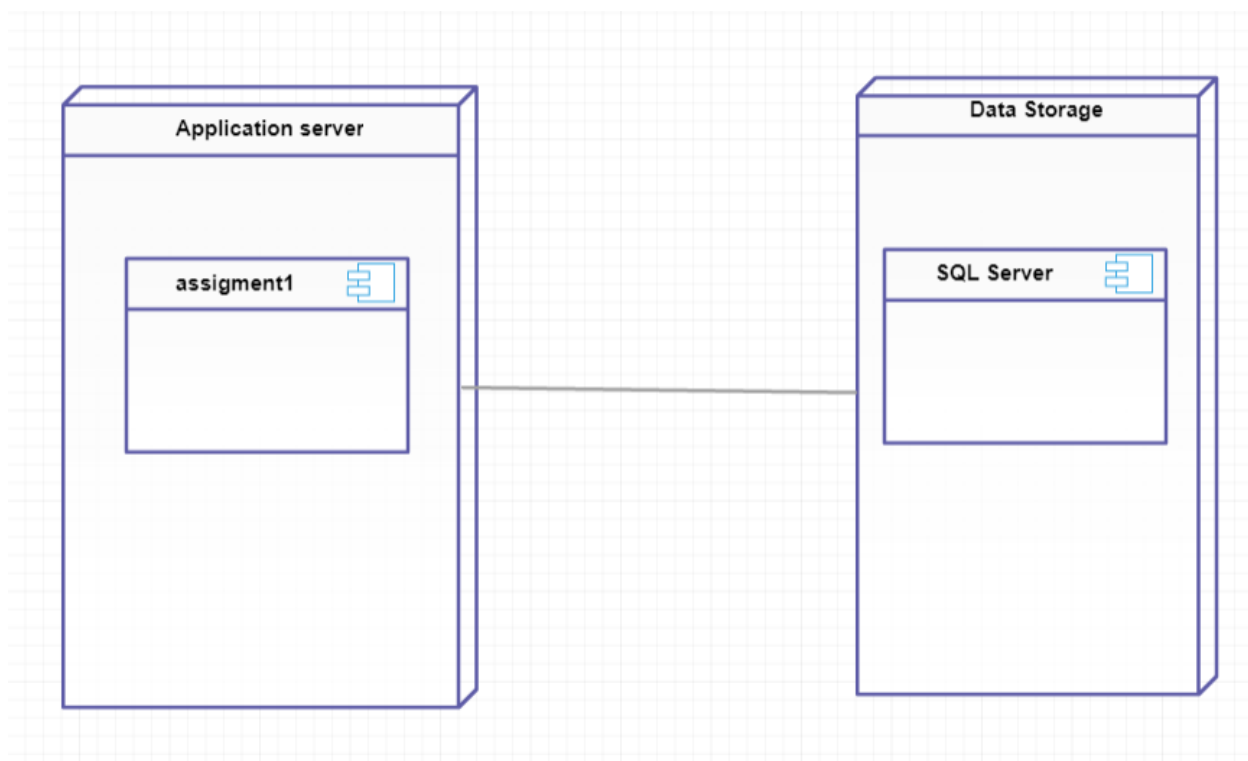 Application server
Data Storage
assigment1
SQL Server